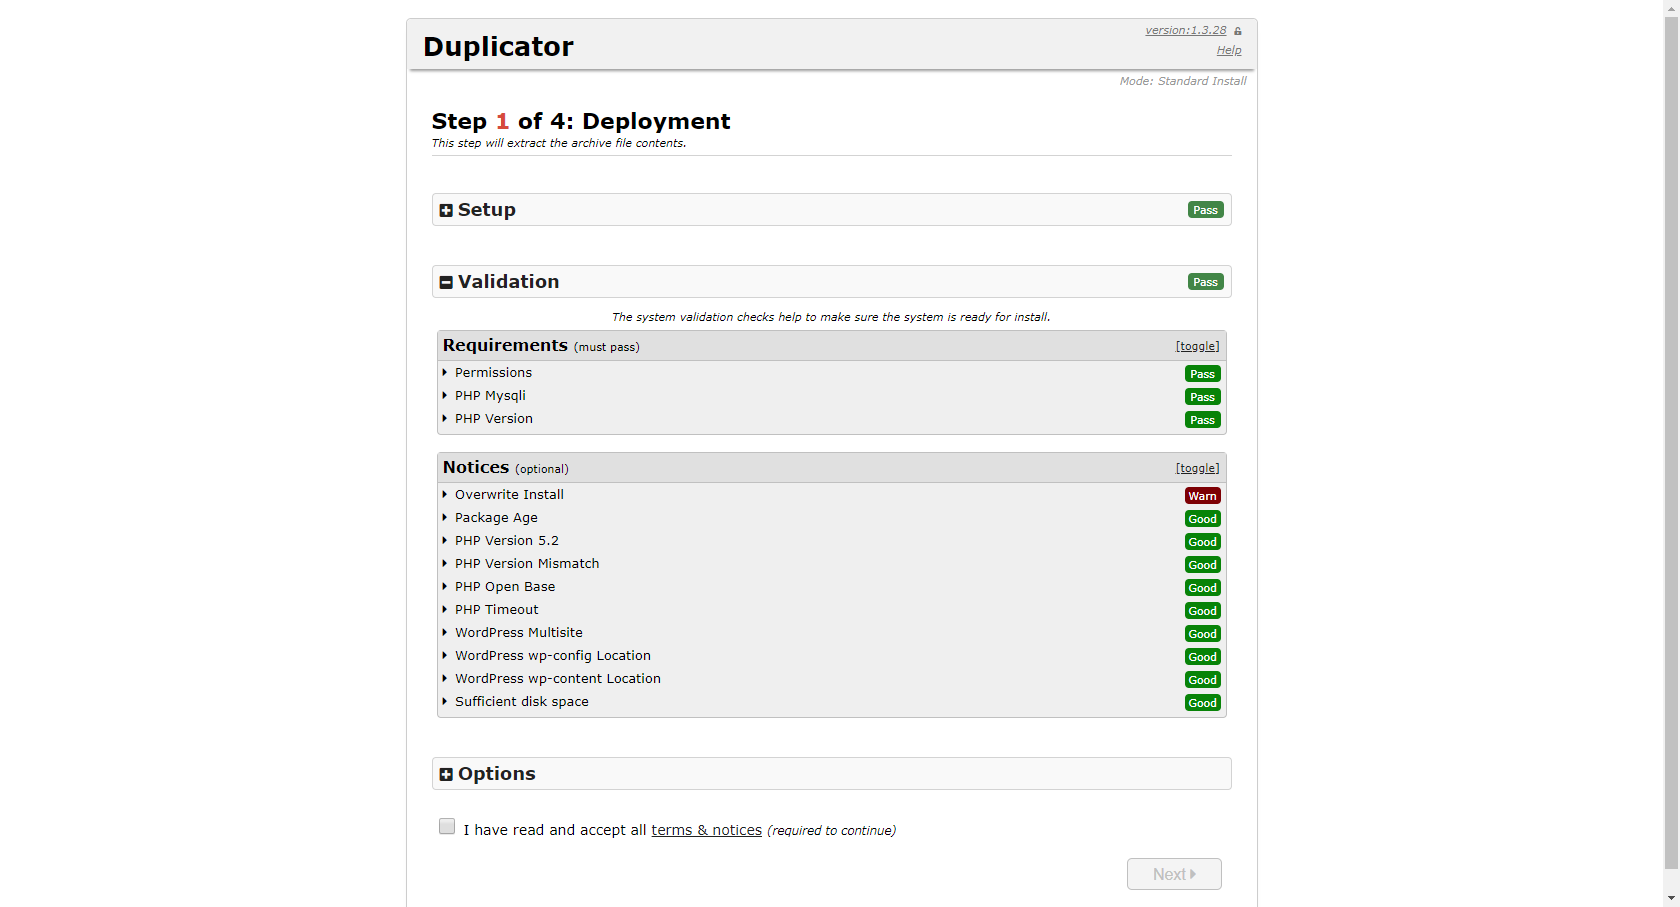 Duplicator
version:1.3.28
Help
Mode: Standard Install
Step 1 of 4: Deployment
This step will extract the archive file contents.
Setup Pass
Validation Pass
The system validation checks help to make sure the system is ready for install.
Requirements (must pass) [toggle]
Permissions Pass
PHP Mysqli Pass
PHP Version Pass
Notices (optional) [toggle]
Overwrite Install Warn
Package Age Good
PHP Version 5.2 Good
PHP Version Mismatch Good
PHP Open Base Good
PHP Timeout Good
WordPress Multisite Good
WordPress wp-config Location Good
WordPress wp-content Location Good
Sufficient disk space Good
Options
I have read and accept all terms & notices (required to continue)
Next